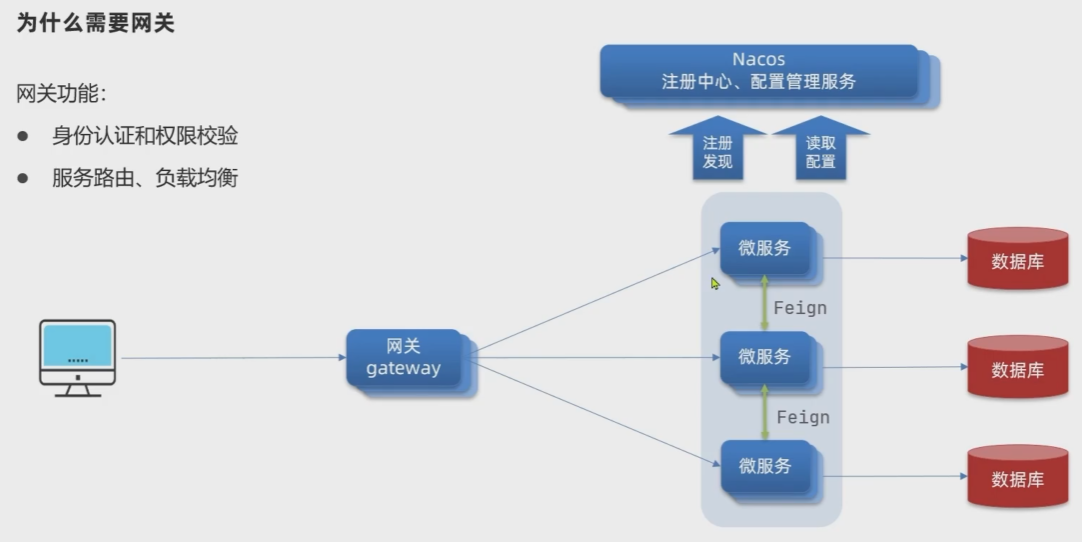 为什么需要网关
网关功能：
身份认证和权限校验
服务路由、负载均衡
Nacos
注册中心、配置管理服务
注册
发现
读取
配置
微服务
数据库
Feign
网关
gateway
微服务
数据库
Feign
微服务
数据库